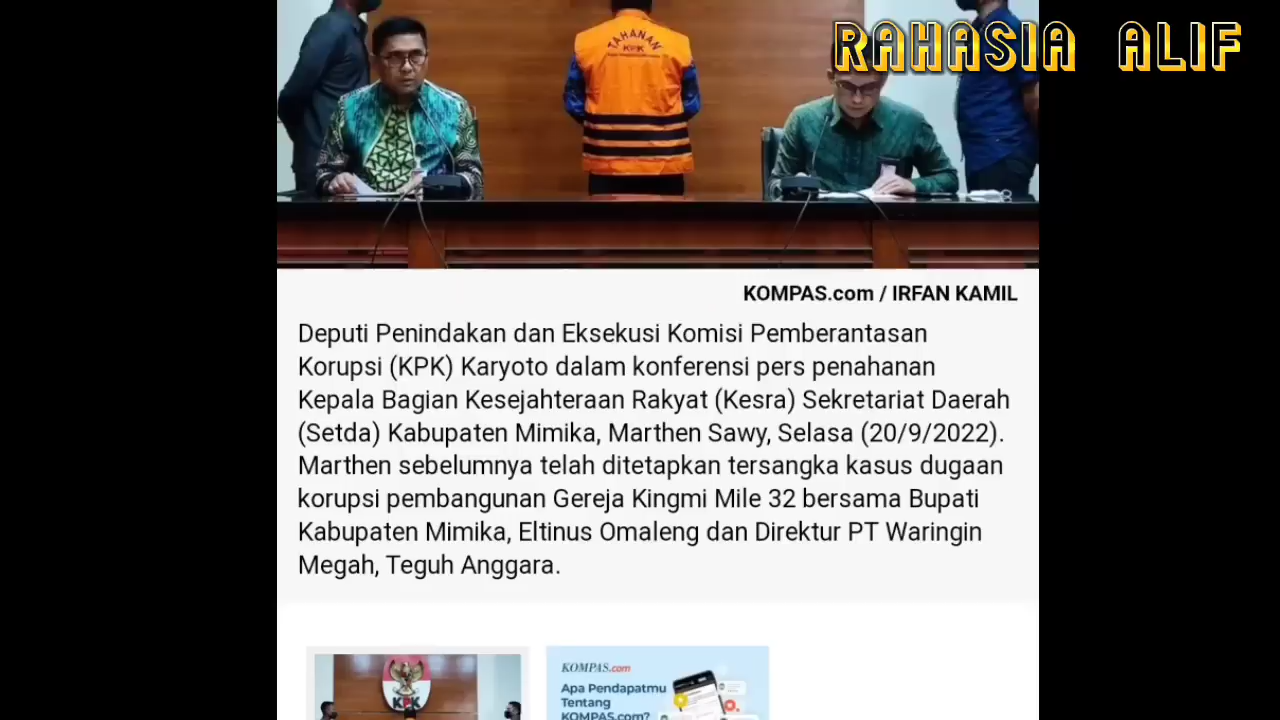 RAHASIA ALIF
TAHANAN
KPK
KOMPAS.com / IRFAN KAMIL
Deputi Penindakan dan Eksekusi Komisi Pemberantasan
Korupsi (KPK) Karyoto dalam konferensi pers penahanan
Kepala Bagian Kesejahteraan Rakyat (Kesra) Sekretariat Daerah
(Setda) Kabupaten Mimika, Marthen Sawy, Selasa (20/9/2022).
Marthen sebelumnya telah ditetapkan tersangka kasus dugaan
korupsi pembangunan Gereja Kingmi Mile 32 bersama Bupati
Kabupaten Mimika, Eltinus Omaleng dan Direktur PT Waringin
Megah, Teguh Anggara.
KPK
KOMPAS.com
Apa Pendapatmu
Tentang
KOMPAS.com?